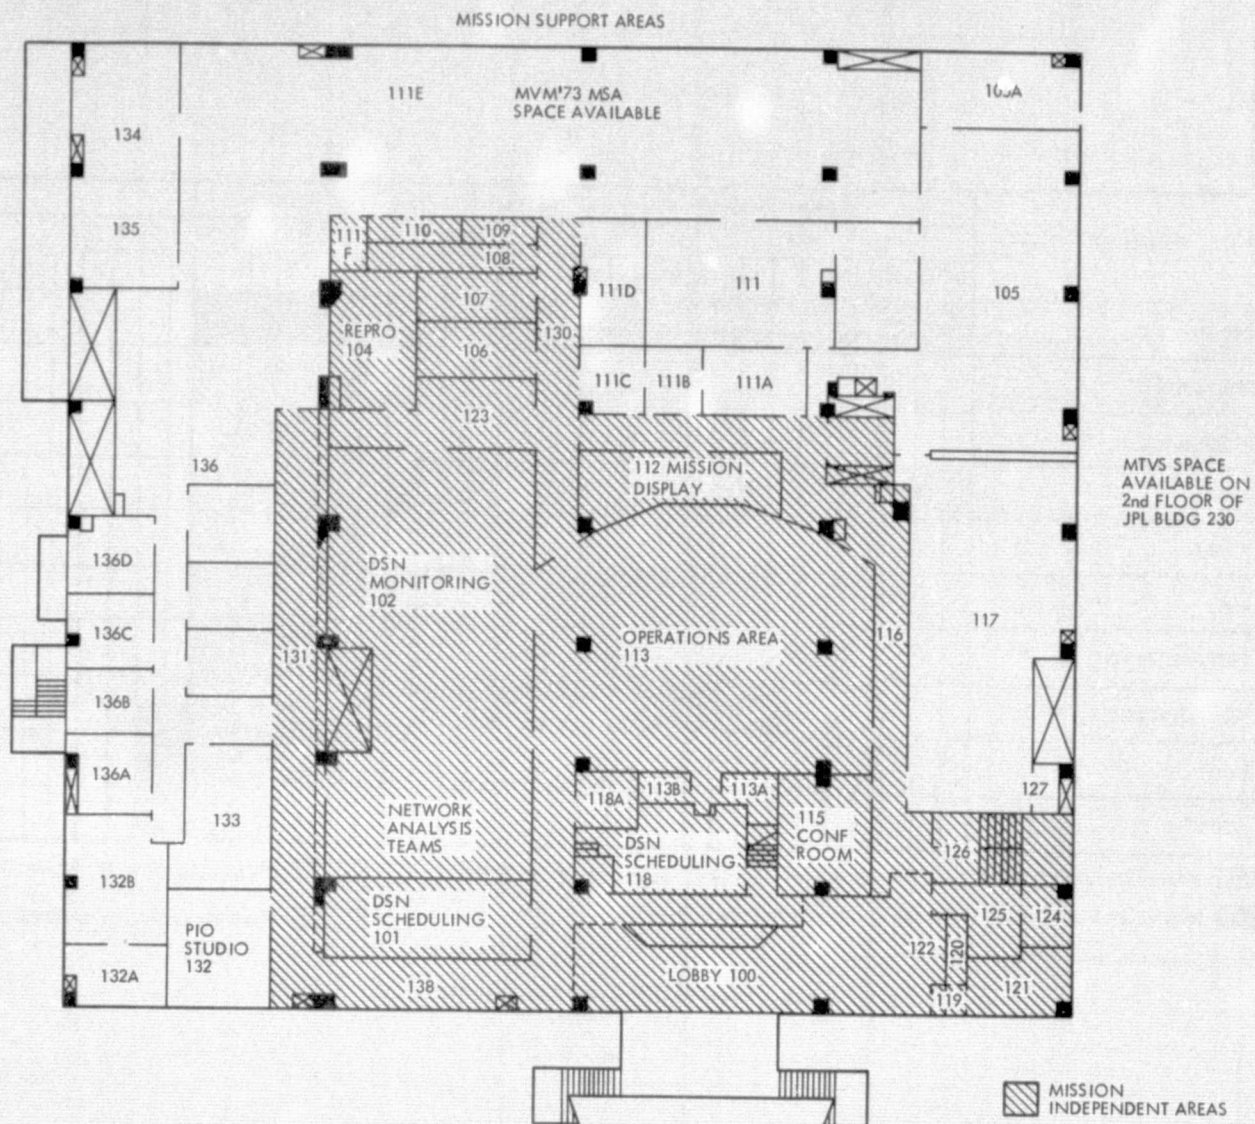 MISSION SUPPORT AREAS
111E
MVM'73 MSA
SPACE AVAILABLE
134
135
111
F
110
109
108
107
REPRO
104
106
130
111D
111
105
111C
111B
111A
123
136
112 MISSION
DISPLAY
MTVS SPACE
AVAILABLE ON
2nd FLOOR OF
JPL BLDG 230
136D
136C
136B
136A
DSN
MONITORING
102
131
OPERATIONS AREA
113
116
117
127
133
NETWORK
ANALYSIS
TEAMS
118A
113B
113A
DSN
SCHEDULING
118
115
CONF
ROOM
126
132B
132A
PIO
STUDIO
132
DSN
SCHEDULING
101
138
LOBBY 100
122
120
125
124
119
121
MISSION
INDEPENDENT AREAS